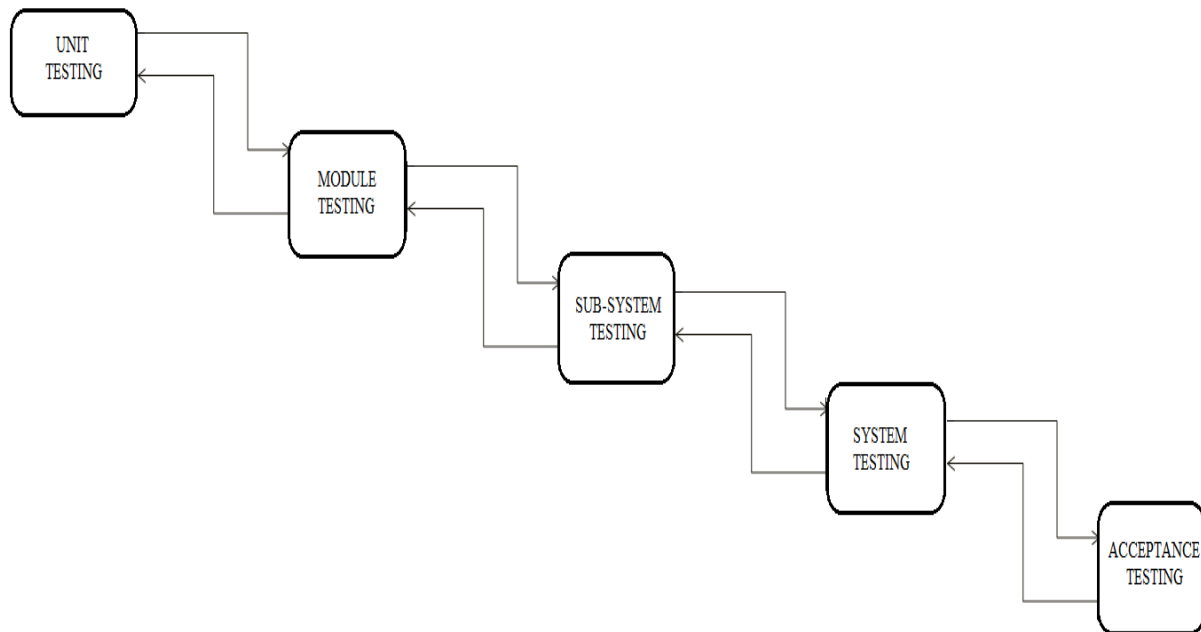 UNIT
TESTING
MODULE
TESTING
SUB-SYSTEM
TESTING
SYSTEM
TESTING
ACCEPTANCE
TESTING